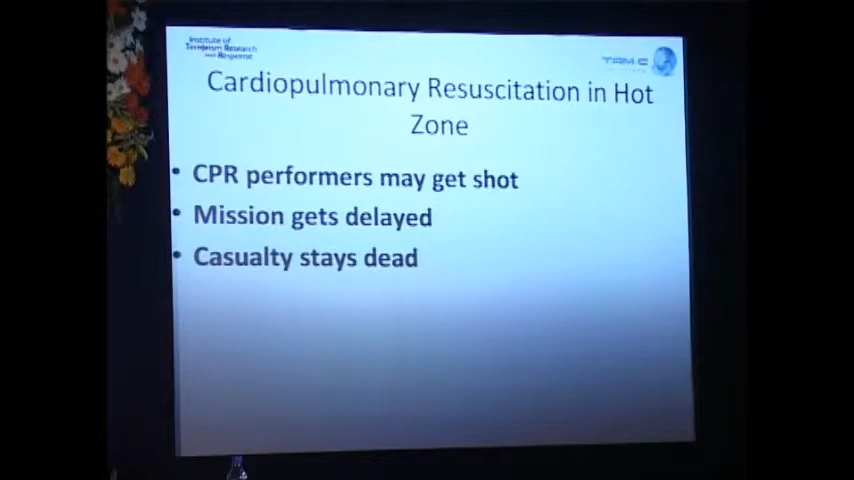 Institute of
Terrorism Research
and Response
TAM-C
Cardiopulmonary Resuscitation in Hot
Zone
• CPR performers may get shot
• Mission gets delayed
• Casualty stays dead